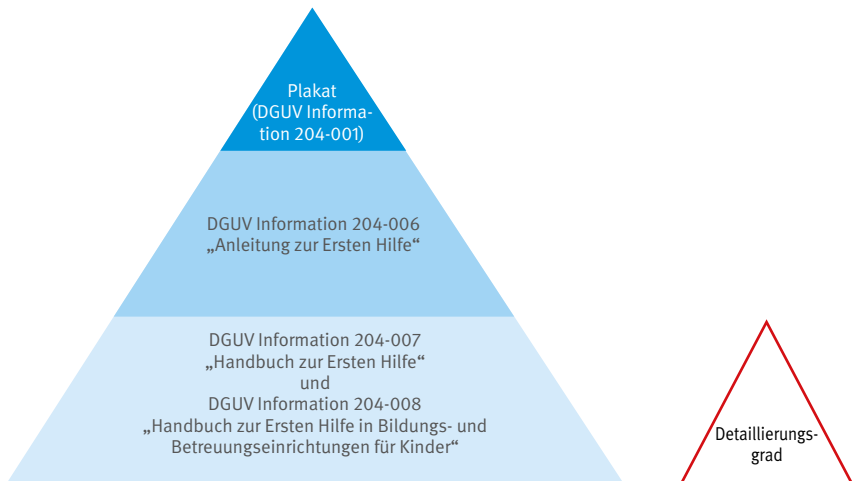 Plakat
(DGUV Informa-
tion 204-001)
DGUV Information 204-006
„Anleitung zur Ersten Hilfe“
DGUV Information 204-007
„Handbuch zur Ersten Hilfe“
und
DGUV Information 204-008
„Handbuch zur Ersten Hilfe in Bildungs- und
Betreuungseinrichtungen für Kinder“
Detaillierungs-
grad